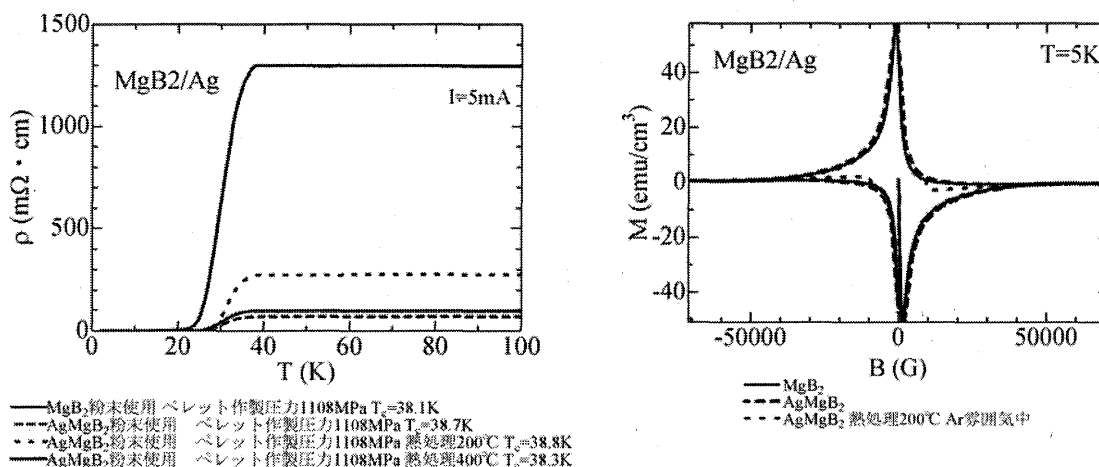 1500
1000
500
0
ρ (mΩ・cm)
MgB2/Ag
I=5mA
0 20 40 60 80 100
T (K)
MgB₂粉末使用 ペレット作製圧力1108MPa T_c=38.1K
AgMgB₂粉末使用 ペレット作製圧力1108MPa T_c=38.7K
AgMgB₂粉末使用 ペレット作製圧力1108MPa 熱処理200℃ T_c=38.8K
AgMgB₂粉末使用 ペレット作製圧力1108MPa 熱処理400℃ T_c=38.3K
40
20
0
-20
-40
M (emu/cm³)
MgB2/Ag
T=5K
-50000 0 50000
B (G)
MgB₂
AgMgB₂
AgMgB₂ 熱処理200℃ Ar雰囲気中